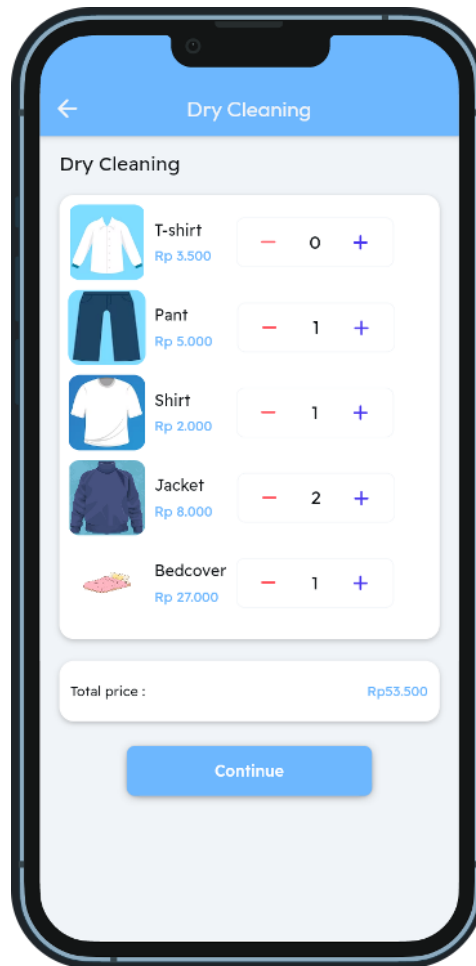 Dry Cleaning
Dry Cleaning
T-shirt
Rp 3.500
0
Pant
Rp 5.000
1
Shirt
Rp 2.000
1
Jacket
Rp 8.000
2
Bedcover
Rp 27.000
1
Total price :
Rp53.500
Continue